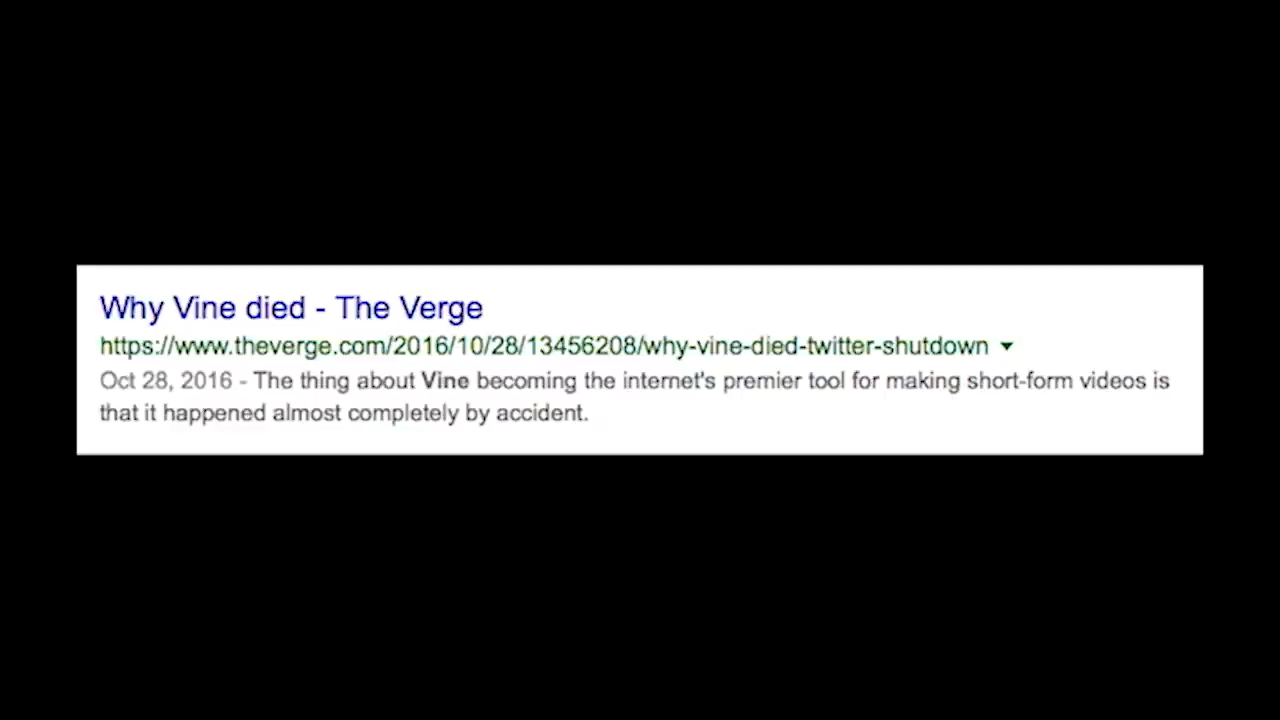 Why Vine died - The Verge
https://www.theverge.com/2016/10/28/13456208/why-vine-died-twitter-shutdown
Oct 28, 2016 - The thing about Vine becoming the internet's premier tool for making short-form videos is
that it happened almost completely by accident.